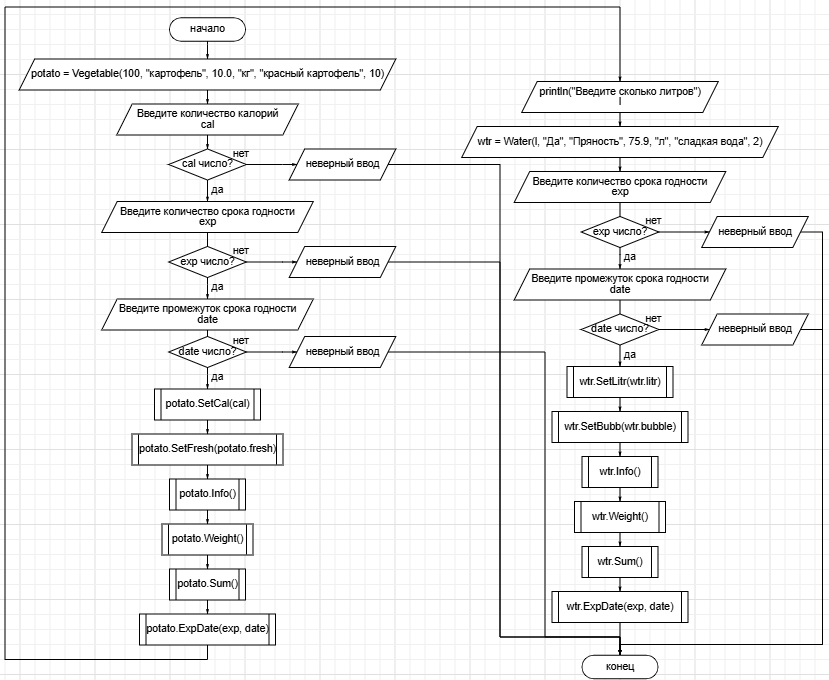 начало
potato = Vegetable(100, "картофель", 10.0, "кг", "красный картофель", 10)
Введите количество калорий
cal
cal число?
нет
неверный ввод
да
Введите количество срока годности
exp
exp число?
нет
неверный ввод
да
Введите промежуток срока годности
date
date число?
нет
неверный ввод
да
potato.SetCal(cal)
potato.SetFresh(potato.fresh)
potato.Info()
potato.Weight()
potato.Sum()
potato.ExpDate(exp, date)
println("Введите сколько литров")
l
wtr = Water(l, "Да", "Пряность", 75.9, "л", "сладкая вода", 2)
Введите количество срока годности
exp
exp число?
нет
неверный ввод
да
Введите промежуток срока годности
date
date число?
нет
неверный ввод
да
wtr.SetLitr(wtr.litr)
wtr.SetBubb(wtr.bubble)
wtr.Info()
wtr.Weight()
wtr.Sum()
wtr.ExpDate(exp, date)
конец